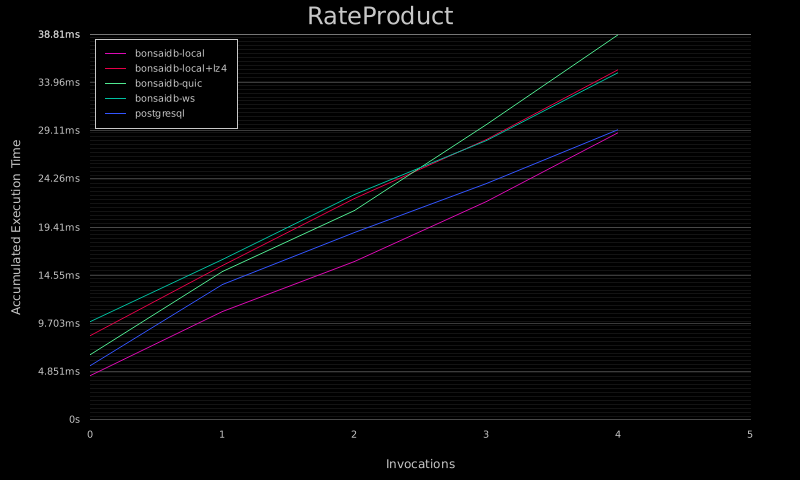 RateProduct
38.81ms
33.96ms
29.11ms
24.26ms
19.41ms
14.55ms
9.703ms
4.851ms
0s
bonsaidb-local
bonsaidb-local+lz4
bonsaidb-quic
bonsaidb-ws
postgresql
Accumulated Execution Time
0 1 2 3 4 5
Invocations